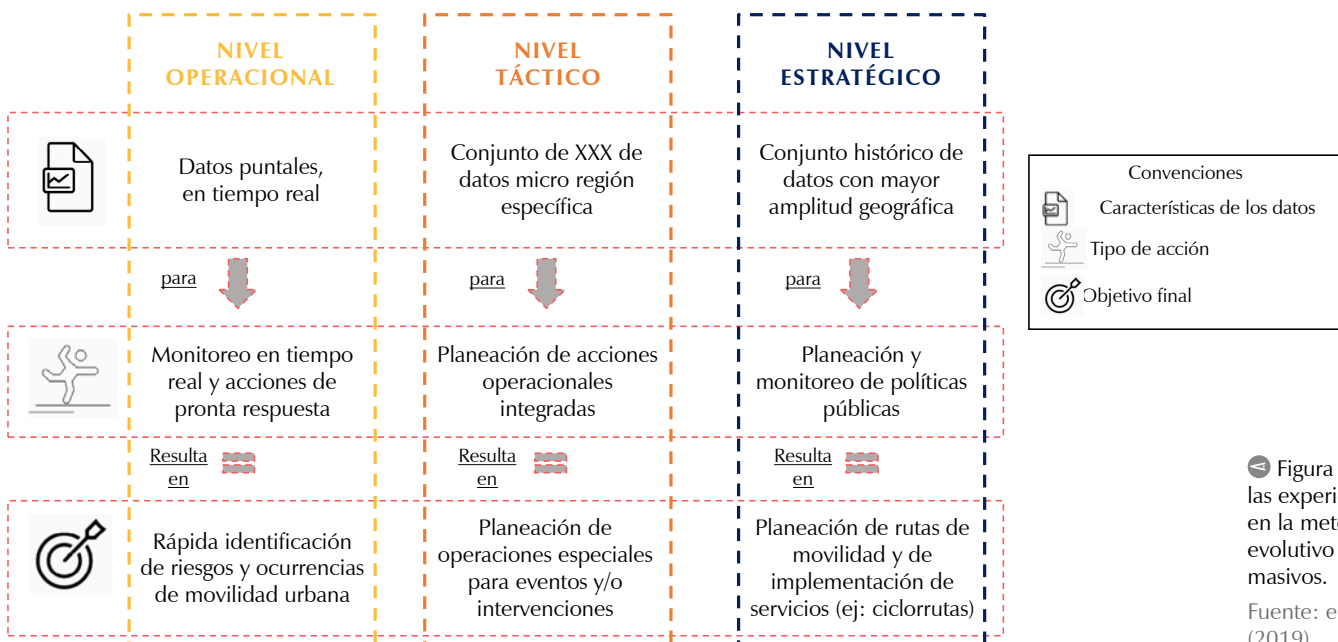 NIVEL
OPERACIONAL
NIVEL
TÁCTICO
NIVEL
ESTRATÉGICO
Datos puntales,
en tiempo real
Conjunto de XXX de
datos micro región
específica
Conjunto histórico de
datos con mayor
amplitud geográfica
para
para
para
Monitoreo en tiempo
real y acciones de
pronta respuesta
Planeación de acciones
operacionales
integradas
Planeación y
monitoreo de políticas
públicas
Resulta
en
Resulta
en
Resulta
en
Rápida identificación
de riesgos y ocurrencias
de movilidad urbana
Planeación de
operaciones especiales
para eventos y/o
intervenciones
Planeación de rutas de
movilidad y de
implementación de
servicios (ej: ciclorrutas)
Convenciones
Características de los datos
Tipo de acción
Objetivo final
Figura
las experi
en la met
evolutivo
masivos.
Fuente: e
(2019)